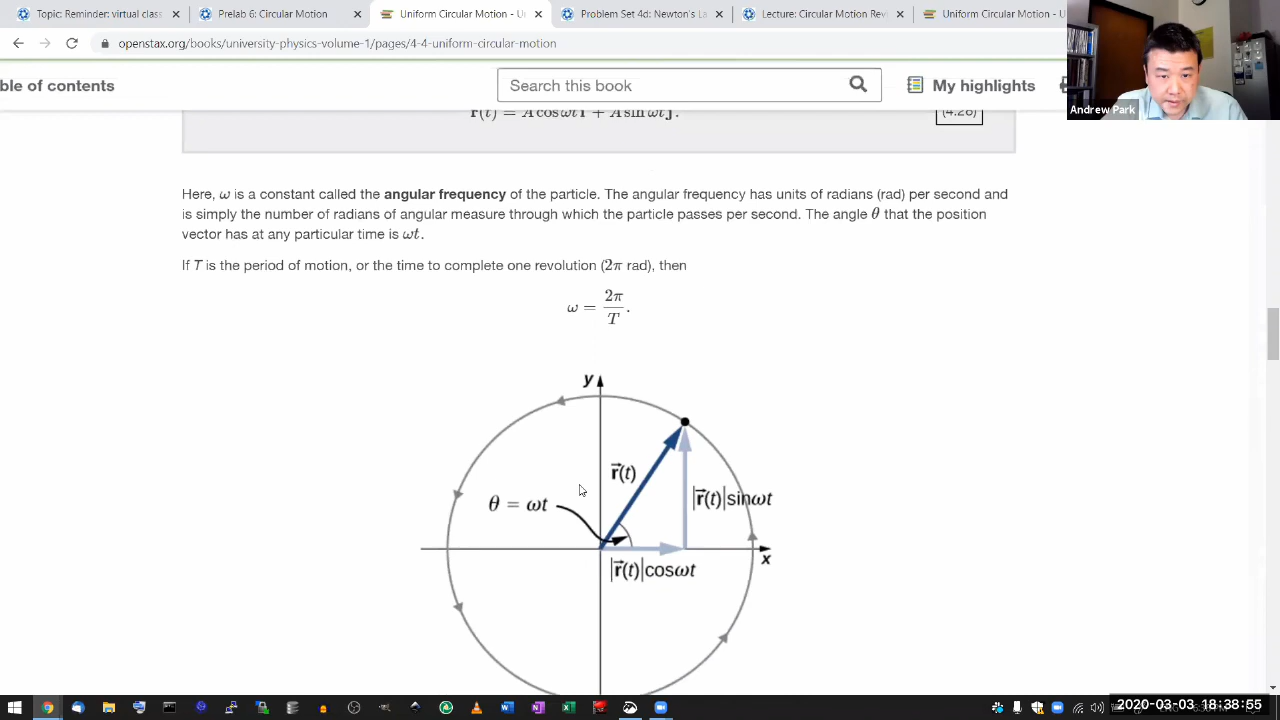 Topic Reminder: virtual class
Prelab 6: Circular Motion
Uniform Circular Motion - U
Problem Set 4d: Newton's La
Lecture: Circular Motion Rev
Uniform Circular Motion - U
openstax.org/books/university-physics-volume-1/pages/4-4-uniform-circular-motion
ble of contents
Search this book
My highlights
Andrew Park
r⃗(t) = A cos ωt î + A sin ωt ĵ.
(4.26)
Here, ω is a constant called the angular frequency of the particle. The angular frequency has units of radians (rad) per second and
is simply the number of radians of angular measure through which the particle passes per second. The angle θ that the position
vector has at any particular time is ωt.
If T is the period of motion, or the time to complete one revolution (2π rad), then
ω = 2π/T.
y
r⃗(t)
θ = ωt
|r⃗(t)|sinωt
x
|r⃗(t)|cosωt
2020-03-03 18:38:55